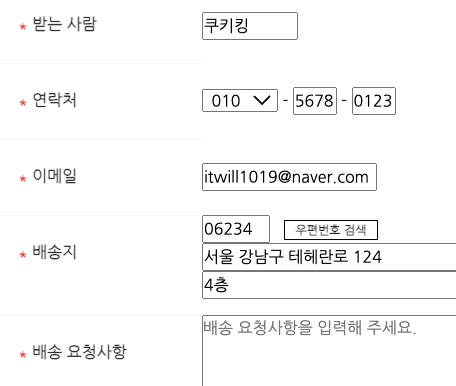 * 받는 사람 쿠키킹
* 연락처 010 - 5678 - 0123
* 이메일 itwill1019@naver.com
06234 우편번호 검색
* 배송지 서울 강남구 테헤란로 124
4층
* 배송 요청사항 배송 요청사항을 입력해 주세요.